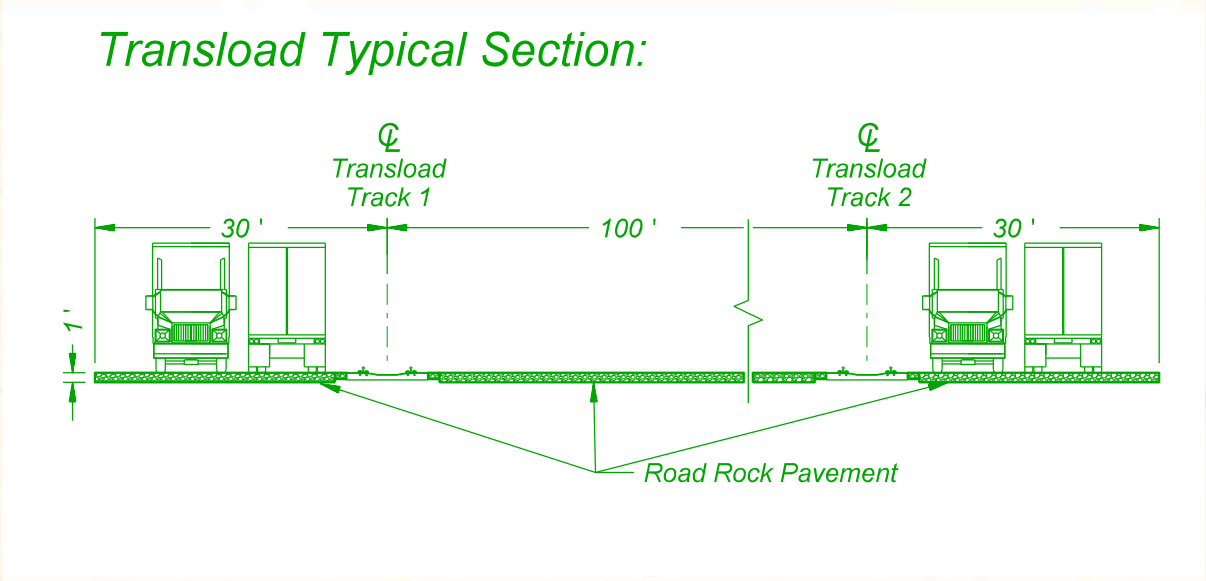 Transload Typical Section:
℄
Transload
Track 1
℄
Transload
Track 2
30 '
100 '
30 '
1 '
Road Rock Pavement